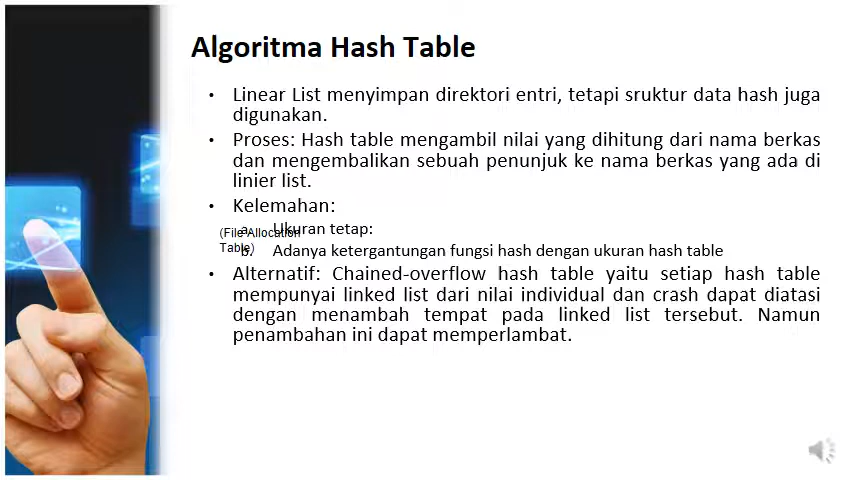 Algoritma Hash Table
• Linear List menyimpan direktori entri, tetapi sruktur data hash juga
digunakan.
• Proses: Hash table mengambil nilai yang dihitung dari nama berkas
dan mengembalikan sebuah penunjuk ke nama berkas yang ada di
linier list.
• Kelemahan:
a. Ukuran tetap:
(File Allocation
Table)
b. Adanya ketergantungan fungsi hash dengan ukuran hash table
• Alternatif: Chained-overflow hash table yaitu setiap hash table
mempunyai linked list dari nilai individual dan crash dapat diatasi
dengan menambah tempat pada linked list tersebut. Namun
penambahan ini dapat memperlambat.